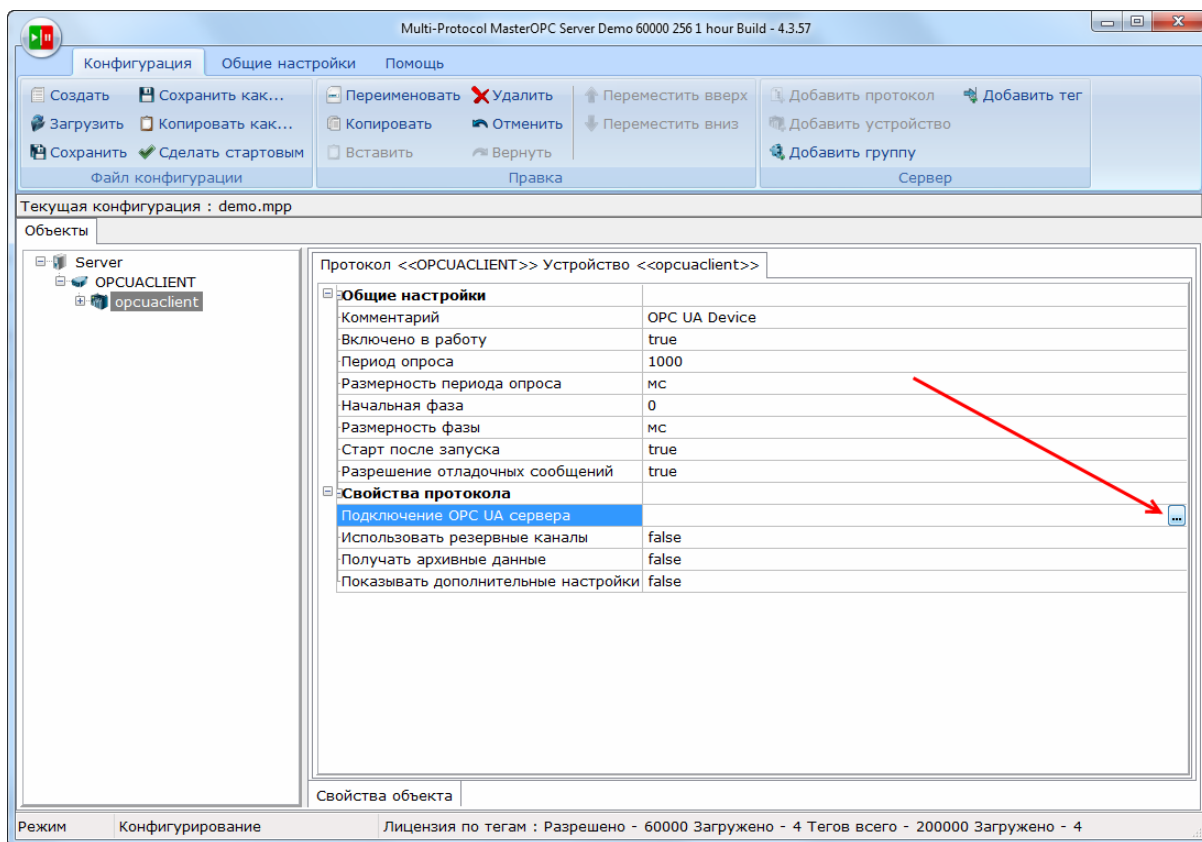 Multi-Protocol MasterOPC Server Demo 60000 256 1 hour Build - 4.3.57
Конфигурация Общие настройки Помощь
Создать Сохранить как... Переименовать Удалить Переместить вверх Добавить протокол Добавить тег
Загрузить Копировать как... Копировать Отменить Переместить вниз Добавить устройство
Сохранить Сделать стартовым Вставить Вернуть Добавить группу
Файл конфигурации Правка Сервер
Текущая конфигурация : demo.mpp
Объекты
Server
OPCUACLIENT
opcuaclient
Протокол <<OPCUACLIENT>> Устройство <<opcuaclient>>
Общие настройки
Комментарий OPC UA Device
Включено в работу true
Период опроса 1000
Размерность периода опроса мс
Начальная фаза 0
Размерность фазы мс
Старт после запуска true
Разрешение отладочных сообщений true
Свойства протокола
Подключение OPC UA сервера ...
Использовать резервные каналы false
Получать архивные данные false
Показывать дополнительные настройки false
Свойства объекта
Режим Конфигурирование Лицензия по тегам : Разрешено - 60000 Загружено - 4 Тегов всего - 200000 Загружено - 4